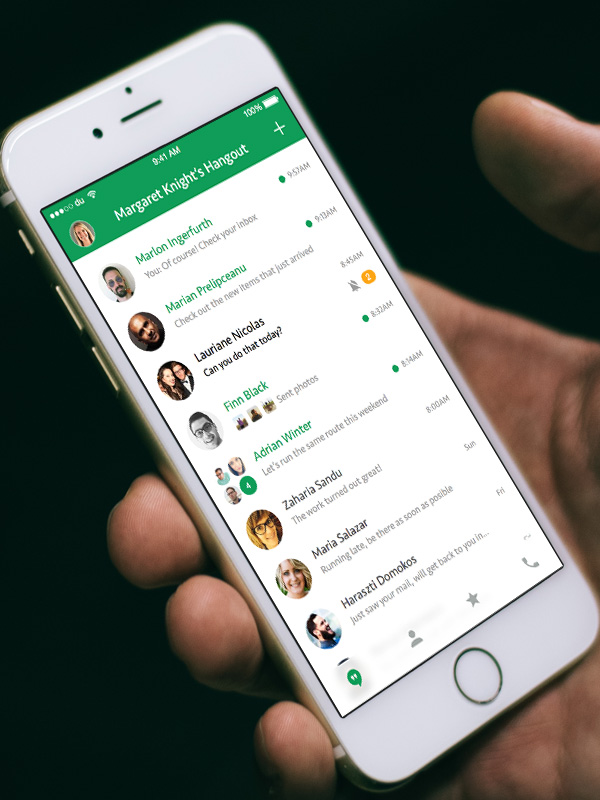 du 9:41 AM 100%
Margaret Knight's Hangout
Marlon Ingerfurth 9:57AM
You: Of course! Check your inbox
Marian Prelipceanu 9:13AM
Check out the new items that just arrived
Lauriane Nicolas 8:45AM
Can you do that today? 2
Finn Black 8:32AM
Sent photos
Adrian Winter 8:14AM
Let's run the same route this weekend
4
Zaharia Sandu 8:00AM
The work turned out great!
Maria Salazar Sun
Running late, be there as soon as posible
Haraszti Domokos Fri
Just saw your mail, will get back to you in...